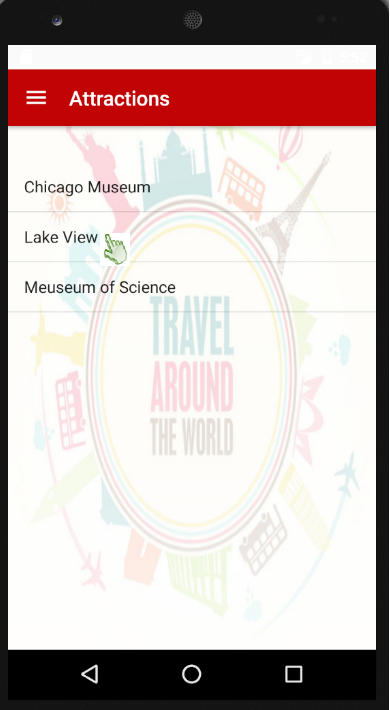 Attractions
Chicago Museum
Lake View
Meuseum of Science
TRAVEL
AROUND
THE WORLD